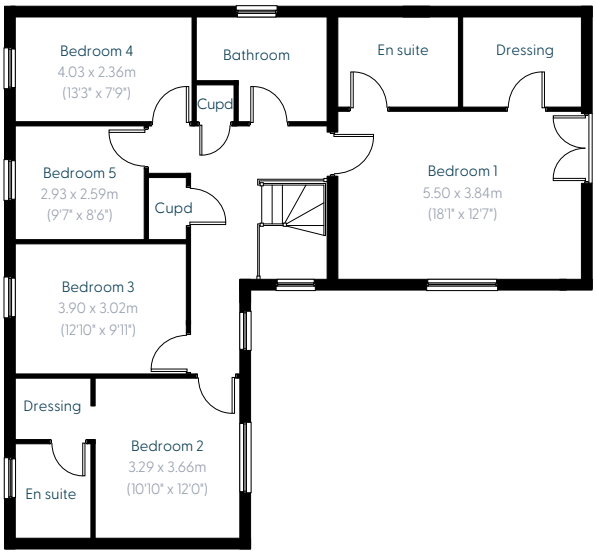 Bedroom 4
4.03 x 2.36m
(13'3" x 7'9")
Bathroom
Cupd
En suite
Dressing
Bedroom 1
5.50 x 3.84m
(18'1" x 12'7")
Bedroom 5
2.93 x 2.59m
(9'7" x 8'6")
Cupd
Bedroom 3
3.90 x 3.02m
(12'10" x 9'11")
Dressing
Bedroom 2
3.29 x 3.66m
(10'10" x 12'0")
En suite